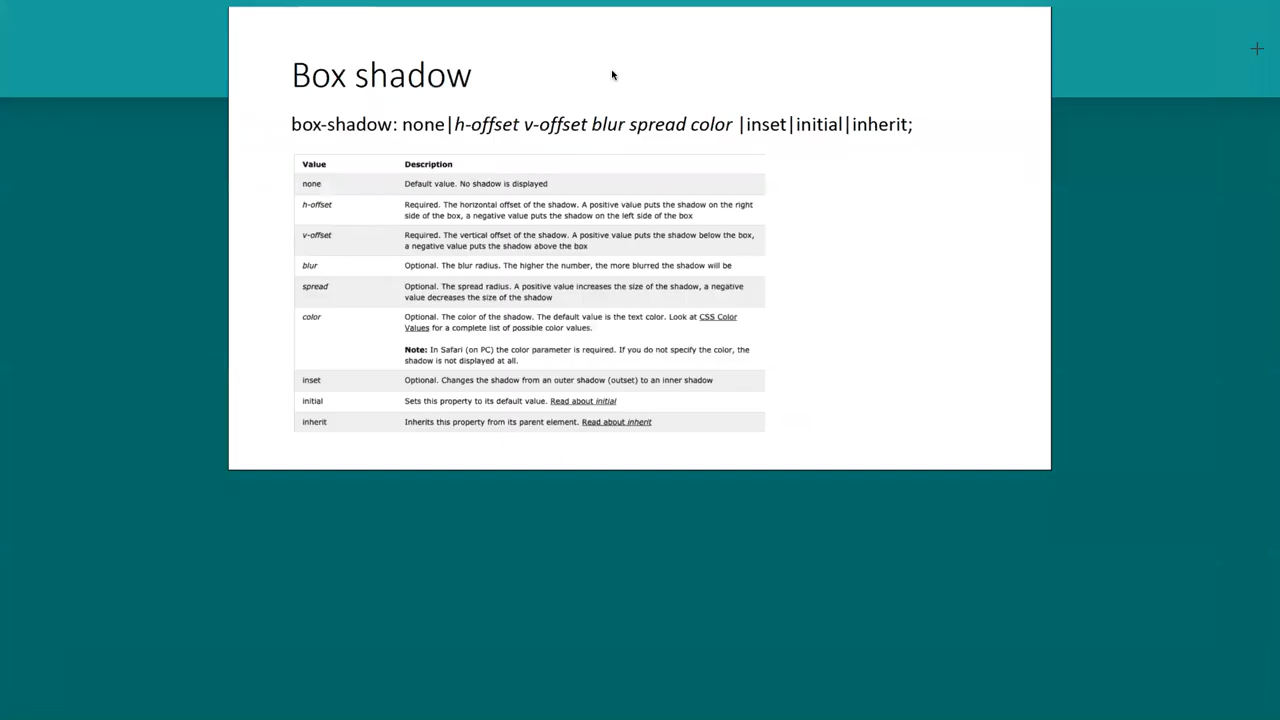 Box shadow
box-shadow: none|h-offset v-offset blur spread color |inset|initial|inherit;
Value Description
none Default value. No shadow is displayed
h-offset Required. The horizontal offset of the shadow. A positive value puts the shadow on the right
side of the box, a negative value puts the shadow on the left side of the box
v-offset Required. The vertical offset of the shadow. A positive value puts the shadow below the box,
a negative value puts the shadow above the box
blur Optional. The blur radius. The higher the number, the more blurred the shadow will be
spread Optional. The spread radius. A positive value increases the size of the shadow, a negative
value decreases the size of the shadow
color Optional. The color of the shadow. The default value is the text color. Look at CSS Color
Values for a complete list of possible color values.
Note: In Safari (on PC) the color parameter is required. If you do not specify the color, the
shadow is not displayed at all.
inset Optional. Changes the shadow from an outer shadow (outset) to an inner shadow
initial Sets this property to its default value. Read about initial
inherit Inherits this property from its parent element. Read about inherit